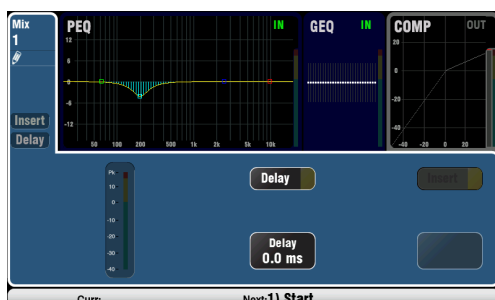 Mix
1
PEQ IN
GEQ IN
COMP OUT
12
6
0
-6
-12
50 100 200 500 1k 2k 5k 10k
20
0
-20
-40
-40 -20 0 20
Insert
Delay
Pk
10
0
-10
-20
-30
-40
Delay
Insert
Delay
0.0 ms
Curr:
Next:1) Start